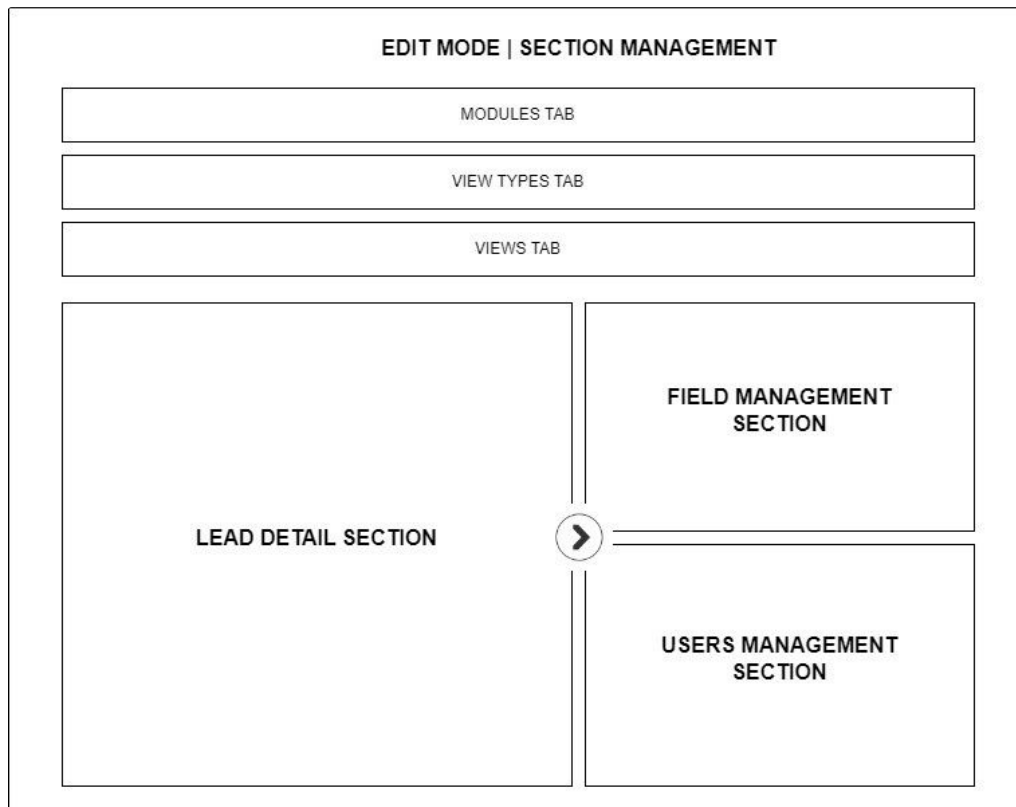 EDIT MODE | SECTION MANAGEMENT
MODULES TAB
VIEW TYPES TAB
VIEWS TAB
LEAD DETAIL SECTION
FIELD MANAGEMENT
SECTION
USERS MANAGEMENT
SECTION